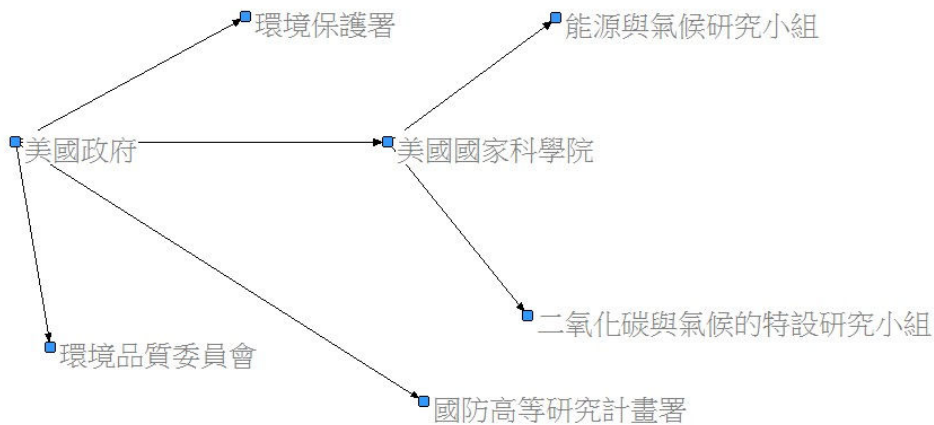 環境保護署
能源與氣候研究小組
美國政府
美國國家科學院
二氧化碳與氣候的特設研究小組
環境品質委員會
國防高等研究計畫署